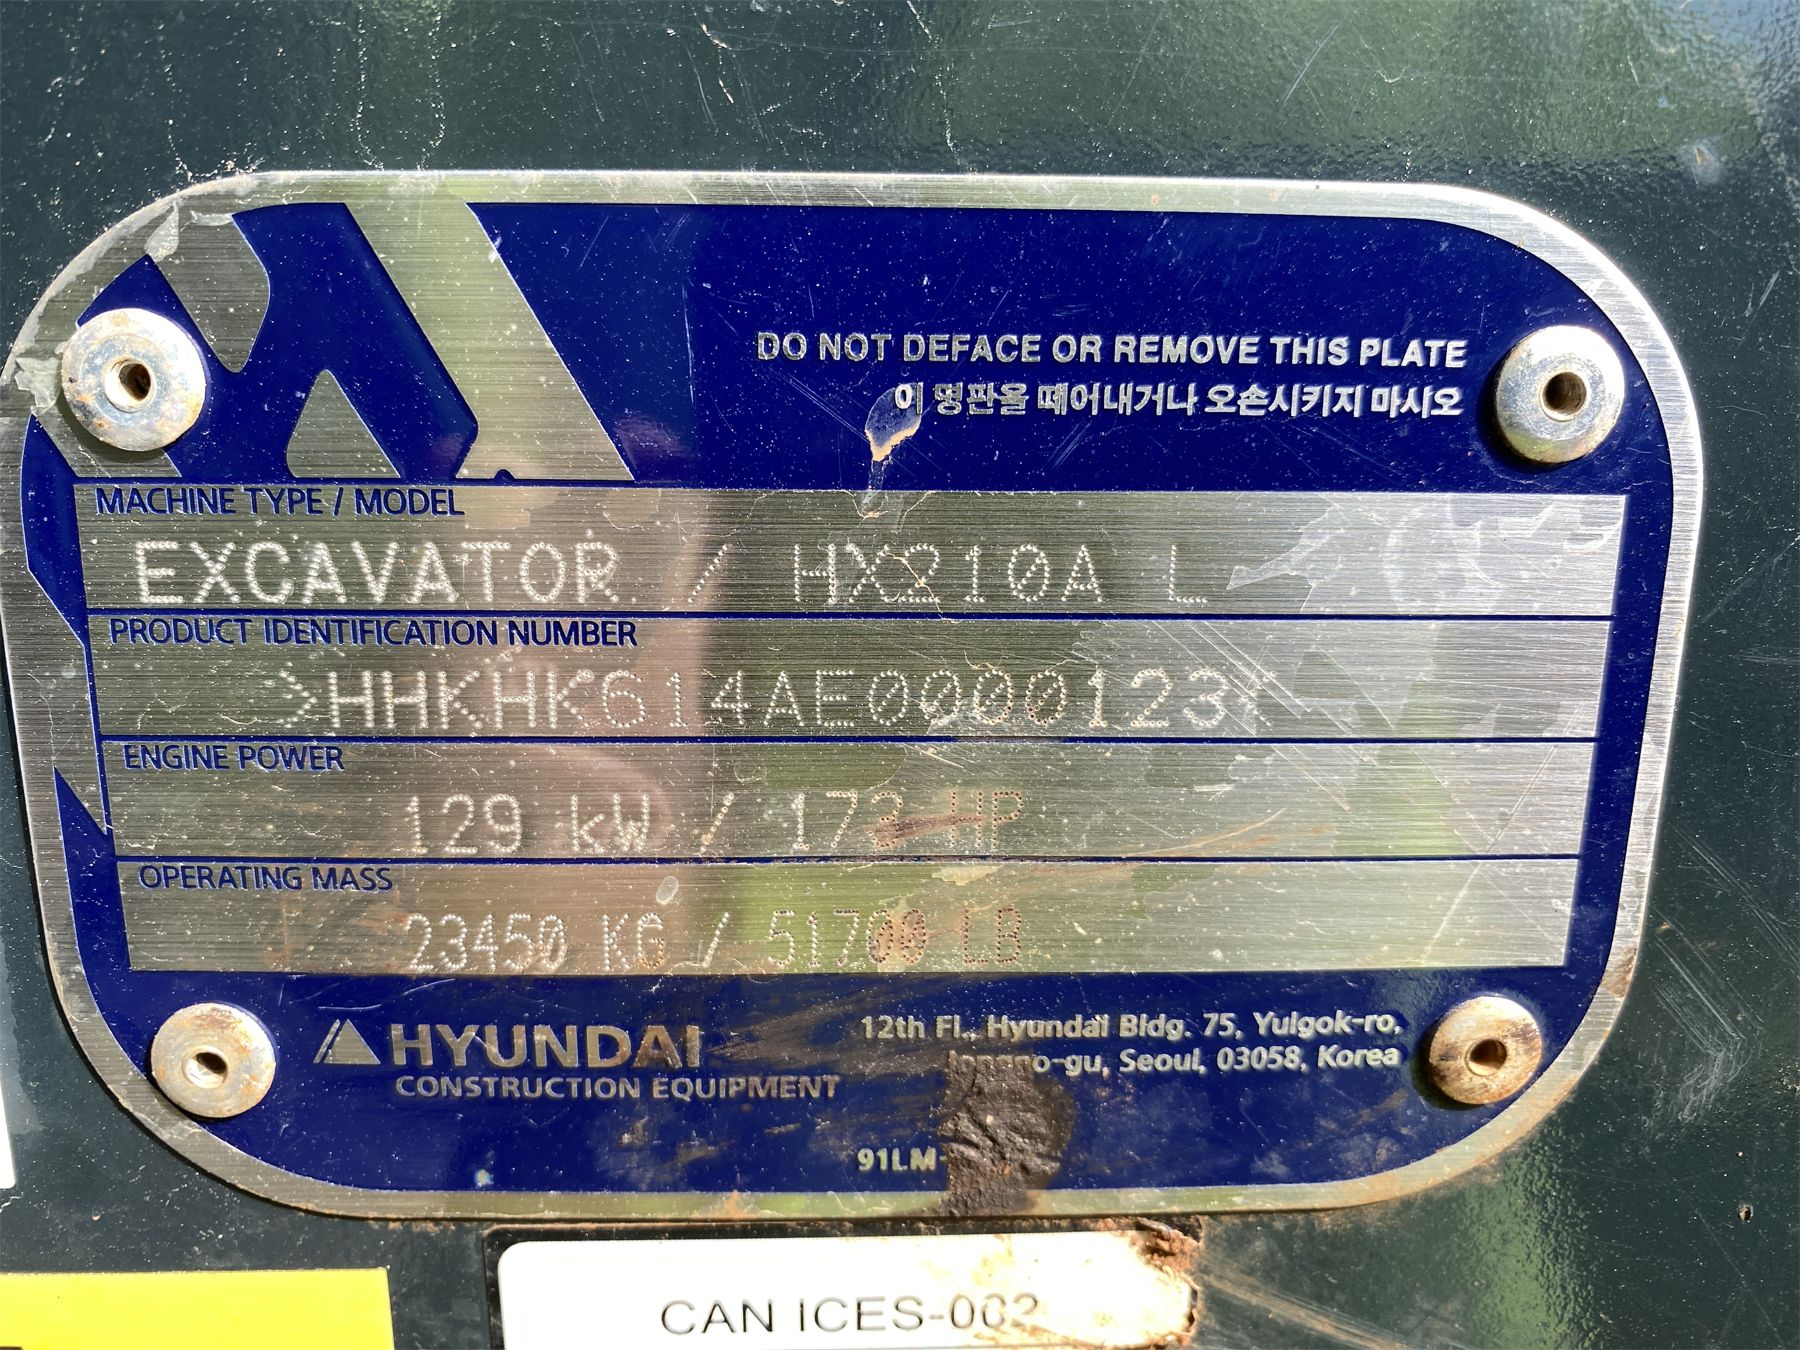 DO NOT DEFACE OR REMOVE THIS PLATE
이 명판을 떼어내거나 오손시키지 마시오
MACHINE TYPE / MODEL
EXCAVATOR / HX210A L
PRODUCT IDENTIFICATION NUMBER
>HHKHK614AE0000123<
ENGINE POWER
129 kW / 173 HP
OPERATING MASS
23450 KG / 51700 LB
HYUNDAI
CONSTRUCTION EQUIPMENT
12th Fl., Hyundai Bldg. 75, Yulgok-ro,
Seoul, 03058, Korea
CAN ICES-002